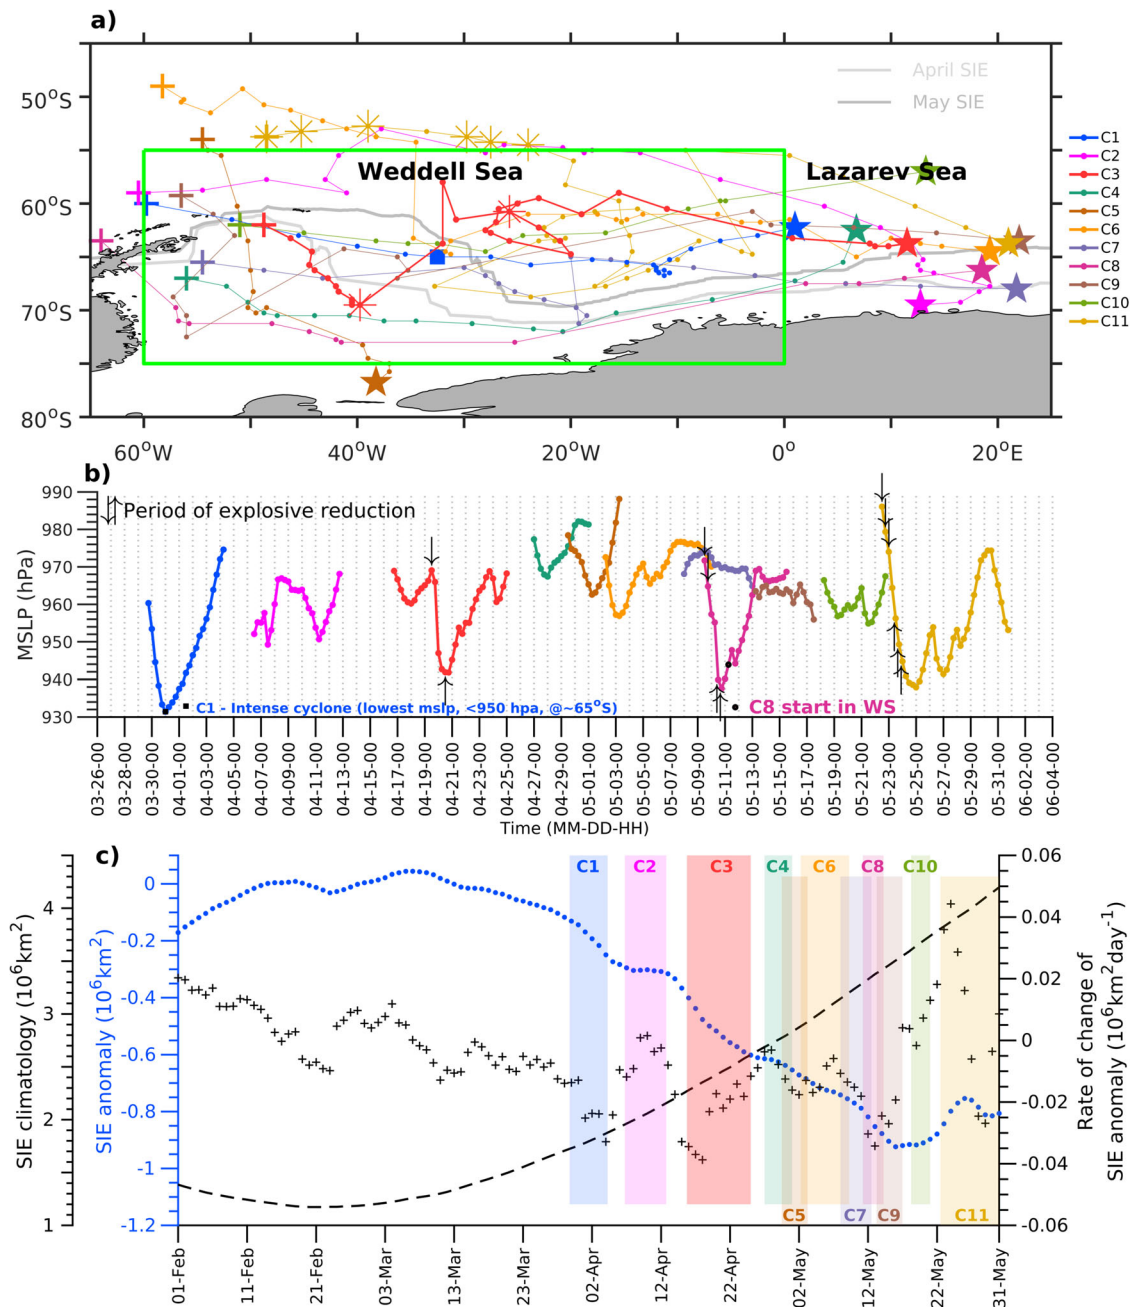 a)
April SIE
May SIE
Weddell Sea
Lazarev Sea
50°S
60°S
70°S
80°S
60°W
40°W
20°W
0°
20°E
C1
C2
C3
C4
C5
C6
C7
C8
C9
C10
C11
b)
MSLP (hPa)
990
980
970
960
950
940
930
Period of explosive reduction
C1 - Intense cyclone (lowest mslp, <950 hpa, @~65°S)
C8 start in WS
03-26-00
03-28-00
03-30-00
04-01-00
04-03-00
04-05-00
04-07-00
04-09-00
04-11-00
04-13-00
04-15-00
04-17-00
04-19-00
04-21-00
04-23-00
04-25-00
04-27-00
04-29-00
05-01-00
05-03-00
05-05-00
05-07-00
05-09-00
05-11-00
05-13-00
05-15-00
05-17-00
05-19-00
05-21-00
05-23-00
05-25-00
05-27-00
05-29-00
05-31-00
06-02-00
06-04-00
Time (MM-DD-HH)
c)
SIE climatology (10⁶km²)
4
3
2
1
SIE anomaly (10⁶km²)
0
-0.2
-0.4
-0.6
-0.8
-1
-1.2
C1
C2
C3
C4
C6
C8
C10
C5
C7
C9
C11
0.06
0.04
0.02
0
-0.02
-0.04
-0.06
Rate of change of
SIE anomaly (10⁶km²day⁻¹)
01-Feb
11-Feb
21-Feb
03-Mar
13-Mar
23-Mar
02-Apr
12-Apr
22-Apr
02-May
12-May
22-May
31-May